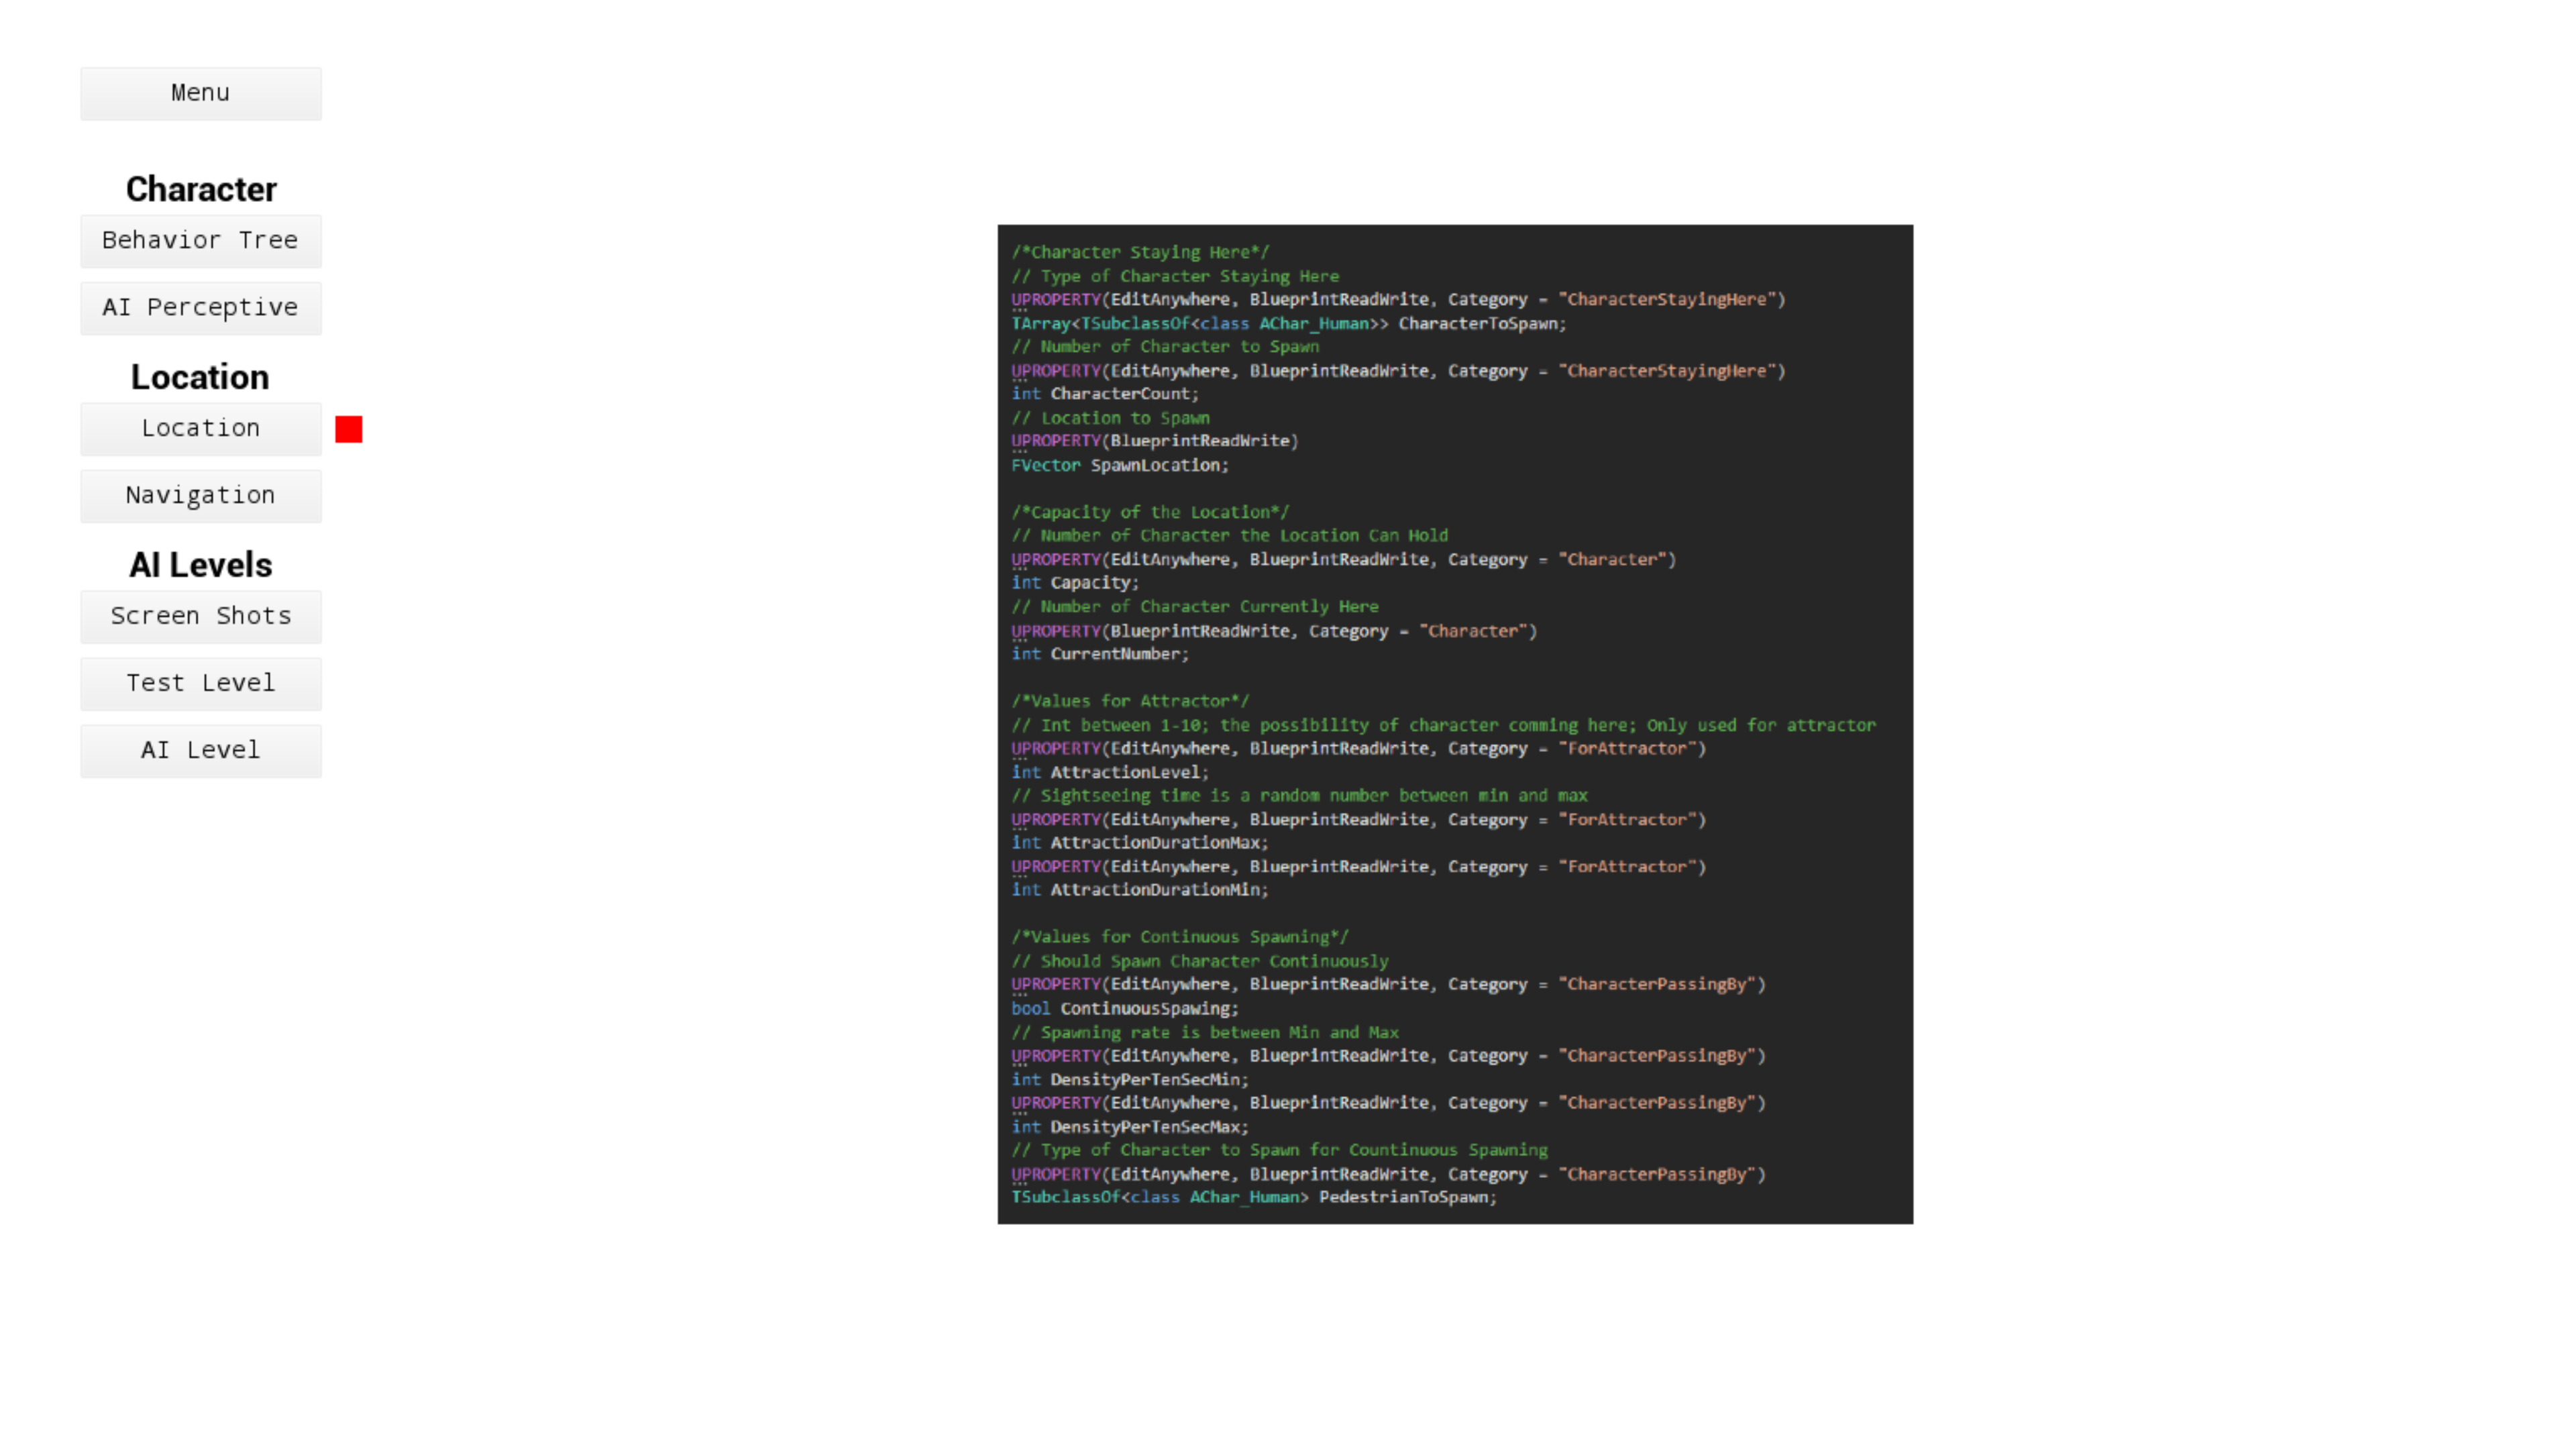 Menu
Character
Behavior Tree
AI Perceptive
Location
Location
Navigation
AI Levels
Screen Shots
Test Level
AI Level
/*Character Staying Here*/
// Type of Character Staying Here
UPROPERTY(EditAnywhere, BlueprintReadWrite, Category = "CharacterStayingHere")
TArray<TSubclassOf<class AChar_Human>> CharacterToSpawn;
// Number of Character to Spawn
UPROPERTY(EditAnywhere, BlueprintReadWrite, Category = "CharacterStayingHere")
int CharacterCount;
// Location to Spawn
UPROPERTY(BlueprintReadWrite)
FVector SpawnLocation;
/*Capacity of the Location*/
// Number of Character the Location Can Hold
UPROPERTY(EditAnywhere, BlueprintReadWrite, Category = "Character")
int Capacity;
// Number of Character Currently Here
UPROPERTY(BlueprintReadWrite, Category = "Character")
int CurrentNumber;
/*Values for Attractor*/
// Int between 1-10; the possibility of character comming here; Only used for attractor
UPROPERTY(EditAnywhere, BlueprintReadWrite, Category = "ForAttractor")
int AttractionLevel;
// Sightseeing time is a random number between min and max
UPROPERTY(EditAnywhere, BlueprintReadWrite, Category = "ForAttractor")
int AttractionDurationMax;
UPROPERTY(EditAnywhere, BlueprintReadWrite, Category = "ForAttractor")
int AttractionDurationMin;
/*Values for Continuous Spawning*/
// Should Spawn Character Continuously
UPROPERTY(EditAnywhere, BlueprintReadWrite, Category = "CharacterPassingBy")
bool ContinuousSpawing;
// Spawning rate is between Min and Max
UPROPERTY(EditAnywhere, BlueprintReadWrite, Category = "CharacterPassingBy")
int DensityPerTenSecMin;
UPROPERTY(EditAnywhere, BlueprintReadWrite, Category = "CharacterPassingBy")
int DensityPerTenSecMax;
// Type of Character to Spawn for Countinuous Spawning
UPROPERTY(EditAnywhere, BlueprintReadWrite, Category = "CharacterPassingBy")
TSubclassOf<class AChar_Human> PedestrianToSpawn;